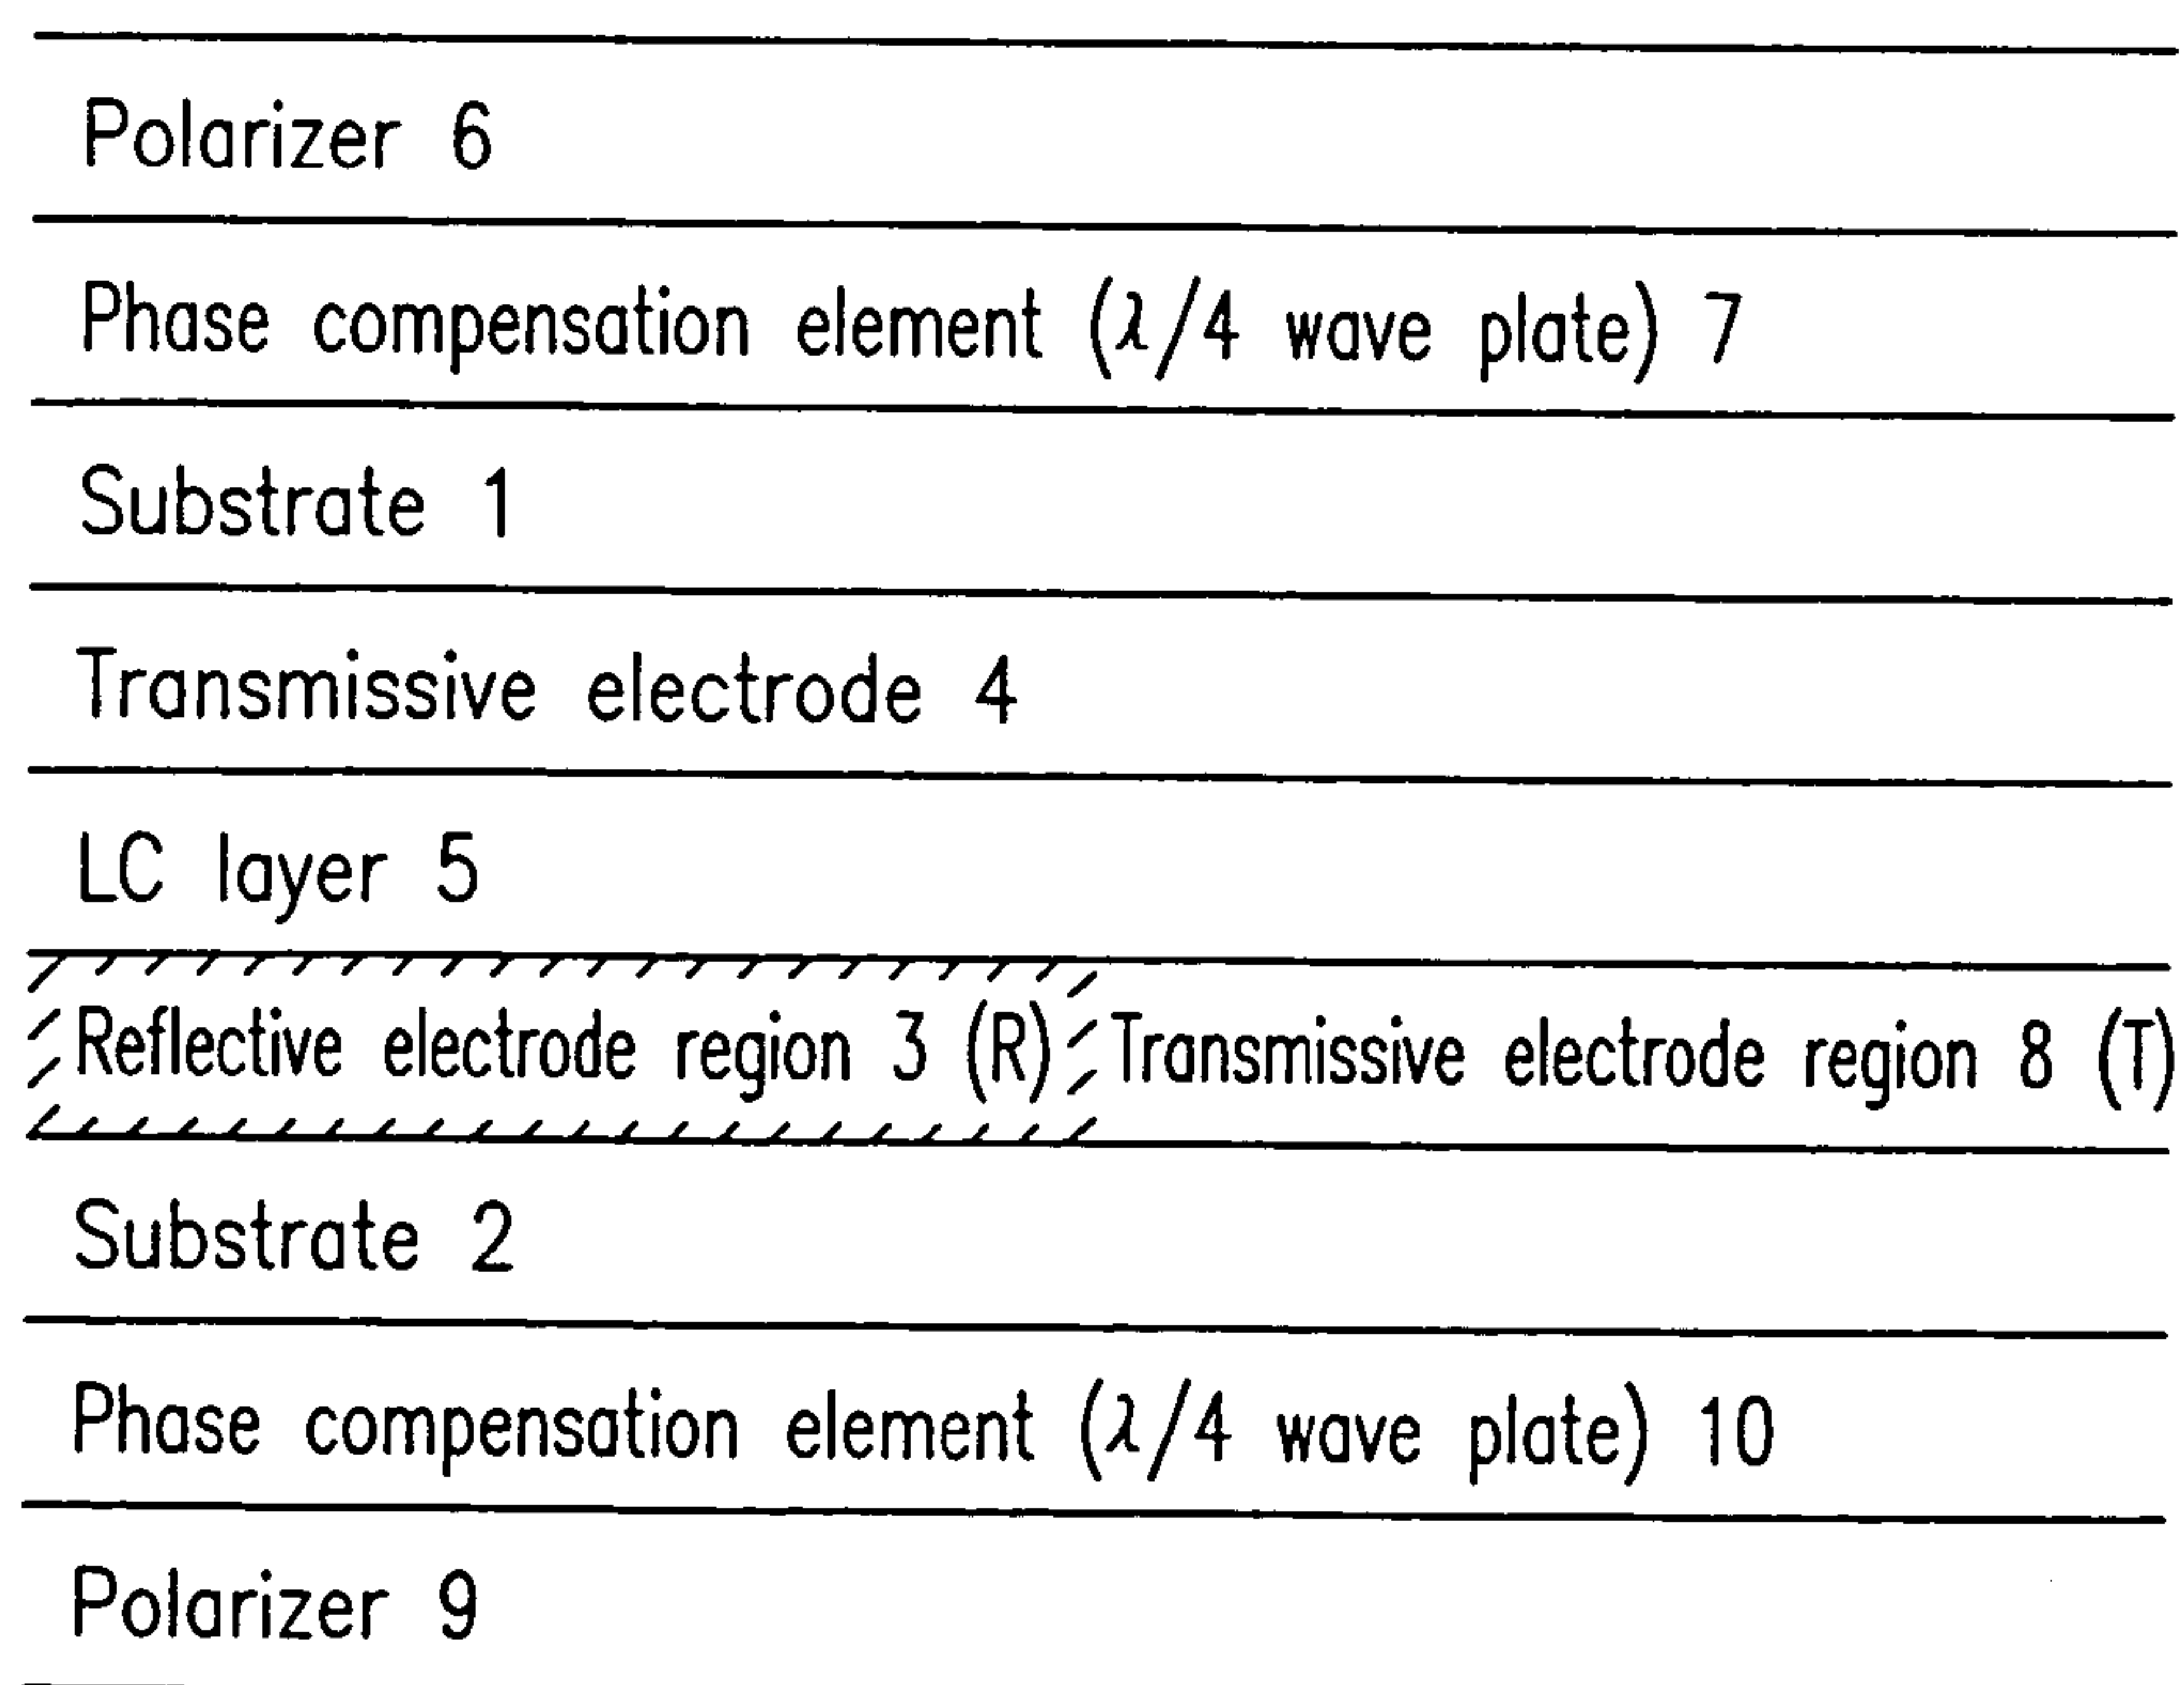 Polarizer 6
Phase compensation element (λ/4 wave plate) 7
Substrate 1
Transmissive electrode 4
LC layer 5
Reflective electrode region 3 (R) Transmissive electrode region 8 (T)
Substrate 2
Phase compensation element (λ/4 wave plate) 10
Polarizer 9